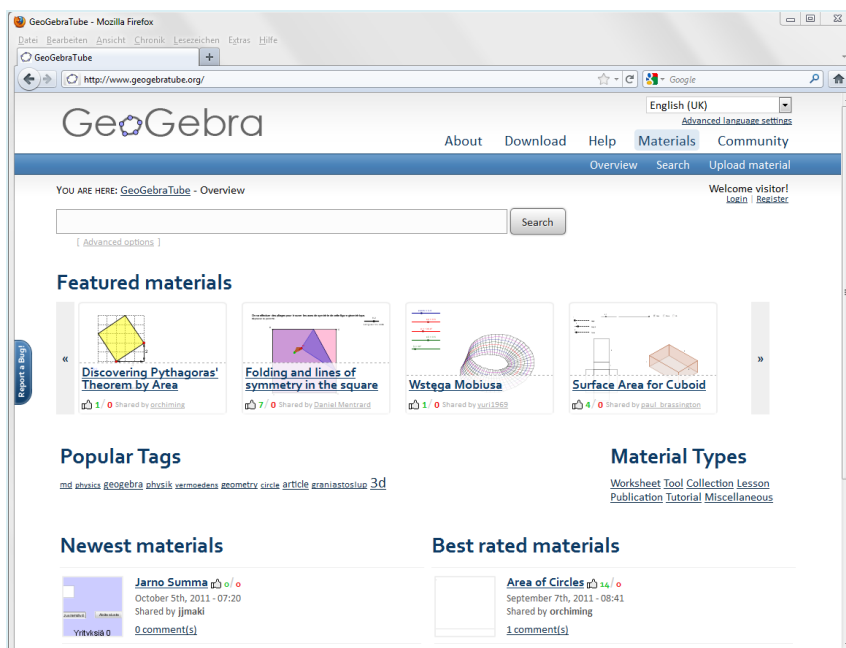 GeoGebraTube - Mozilla Firefox
Datei Bearbeiten Ansicht Chronik Lesezeichen Extras Hilfe
GeoGebraTube +
http://www.geogebratube.org/
Google
English (UK)
Advanced language settings
GeoGebra
About Download Help Materials Community
Overview Search Upload material
YOU ARE HERE: GeoGebraTube - Overview
Welcome visitor!
Login | Register
Search
[ Advanced options ]
Featured materials
Report a Bug!
«
Discovering Pythagoras'
Theorem by Area
1/ 0 Shared by orchiming
Folding and lines of
symmetry in the square
7/ 0 Shared by Daniel Mentrard
Wstęga Mobiusa
1/ 0 Shared by yuri1969
Surface Area for Cuboid
4/ 0 Shared by paul_brassington
»
Popular Tags
md physics geogebra physik vermoedens geometry circle article graniastoslup 3d
Material Types
Worksheet Tool Collection Lesson
Publication Tutorial Miscellaneous
Newest materials
Jarno Summa 0/ 0
October 5th, 2011 - 07:20
Shared by jjmaki
0 comment(s)
Yrityksiä 0
Best rated materials
Area of Circles 14/ 0
September 7th, 2011 - 08:41
Shared by orchiming
1 comment(s)